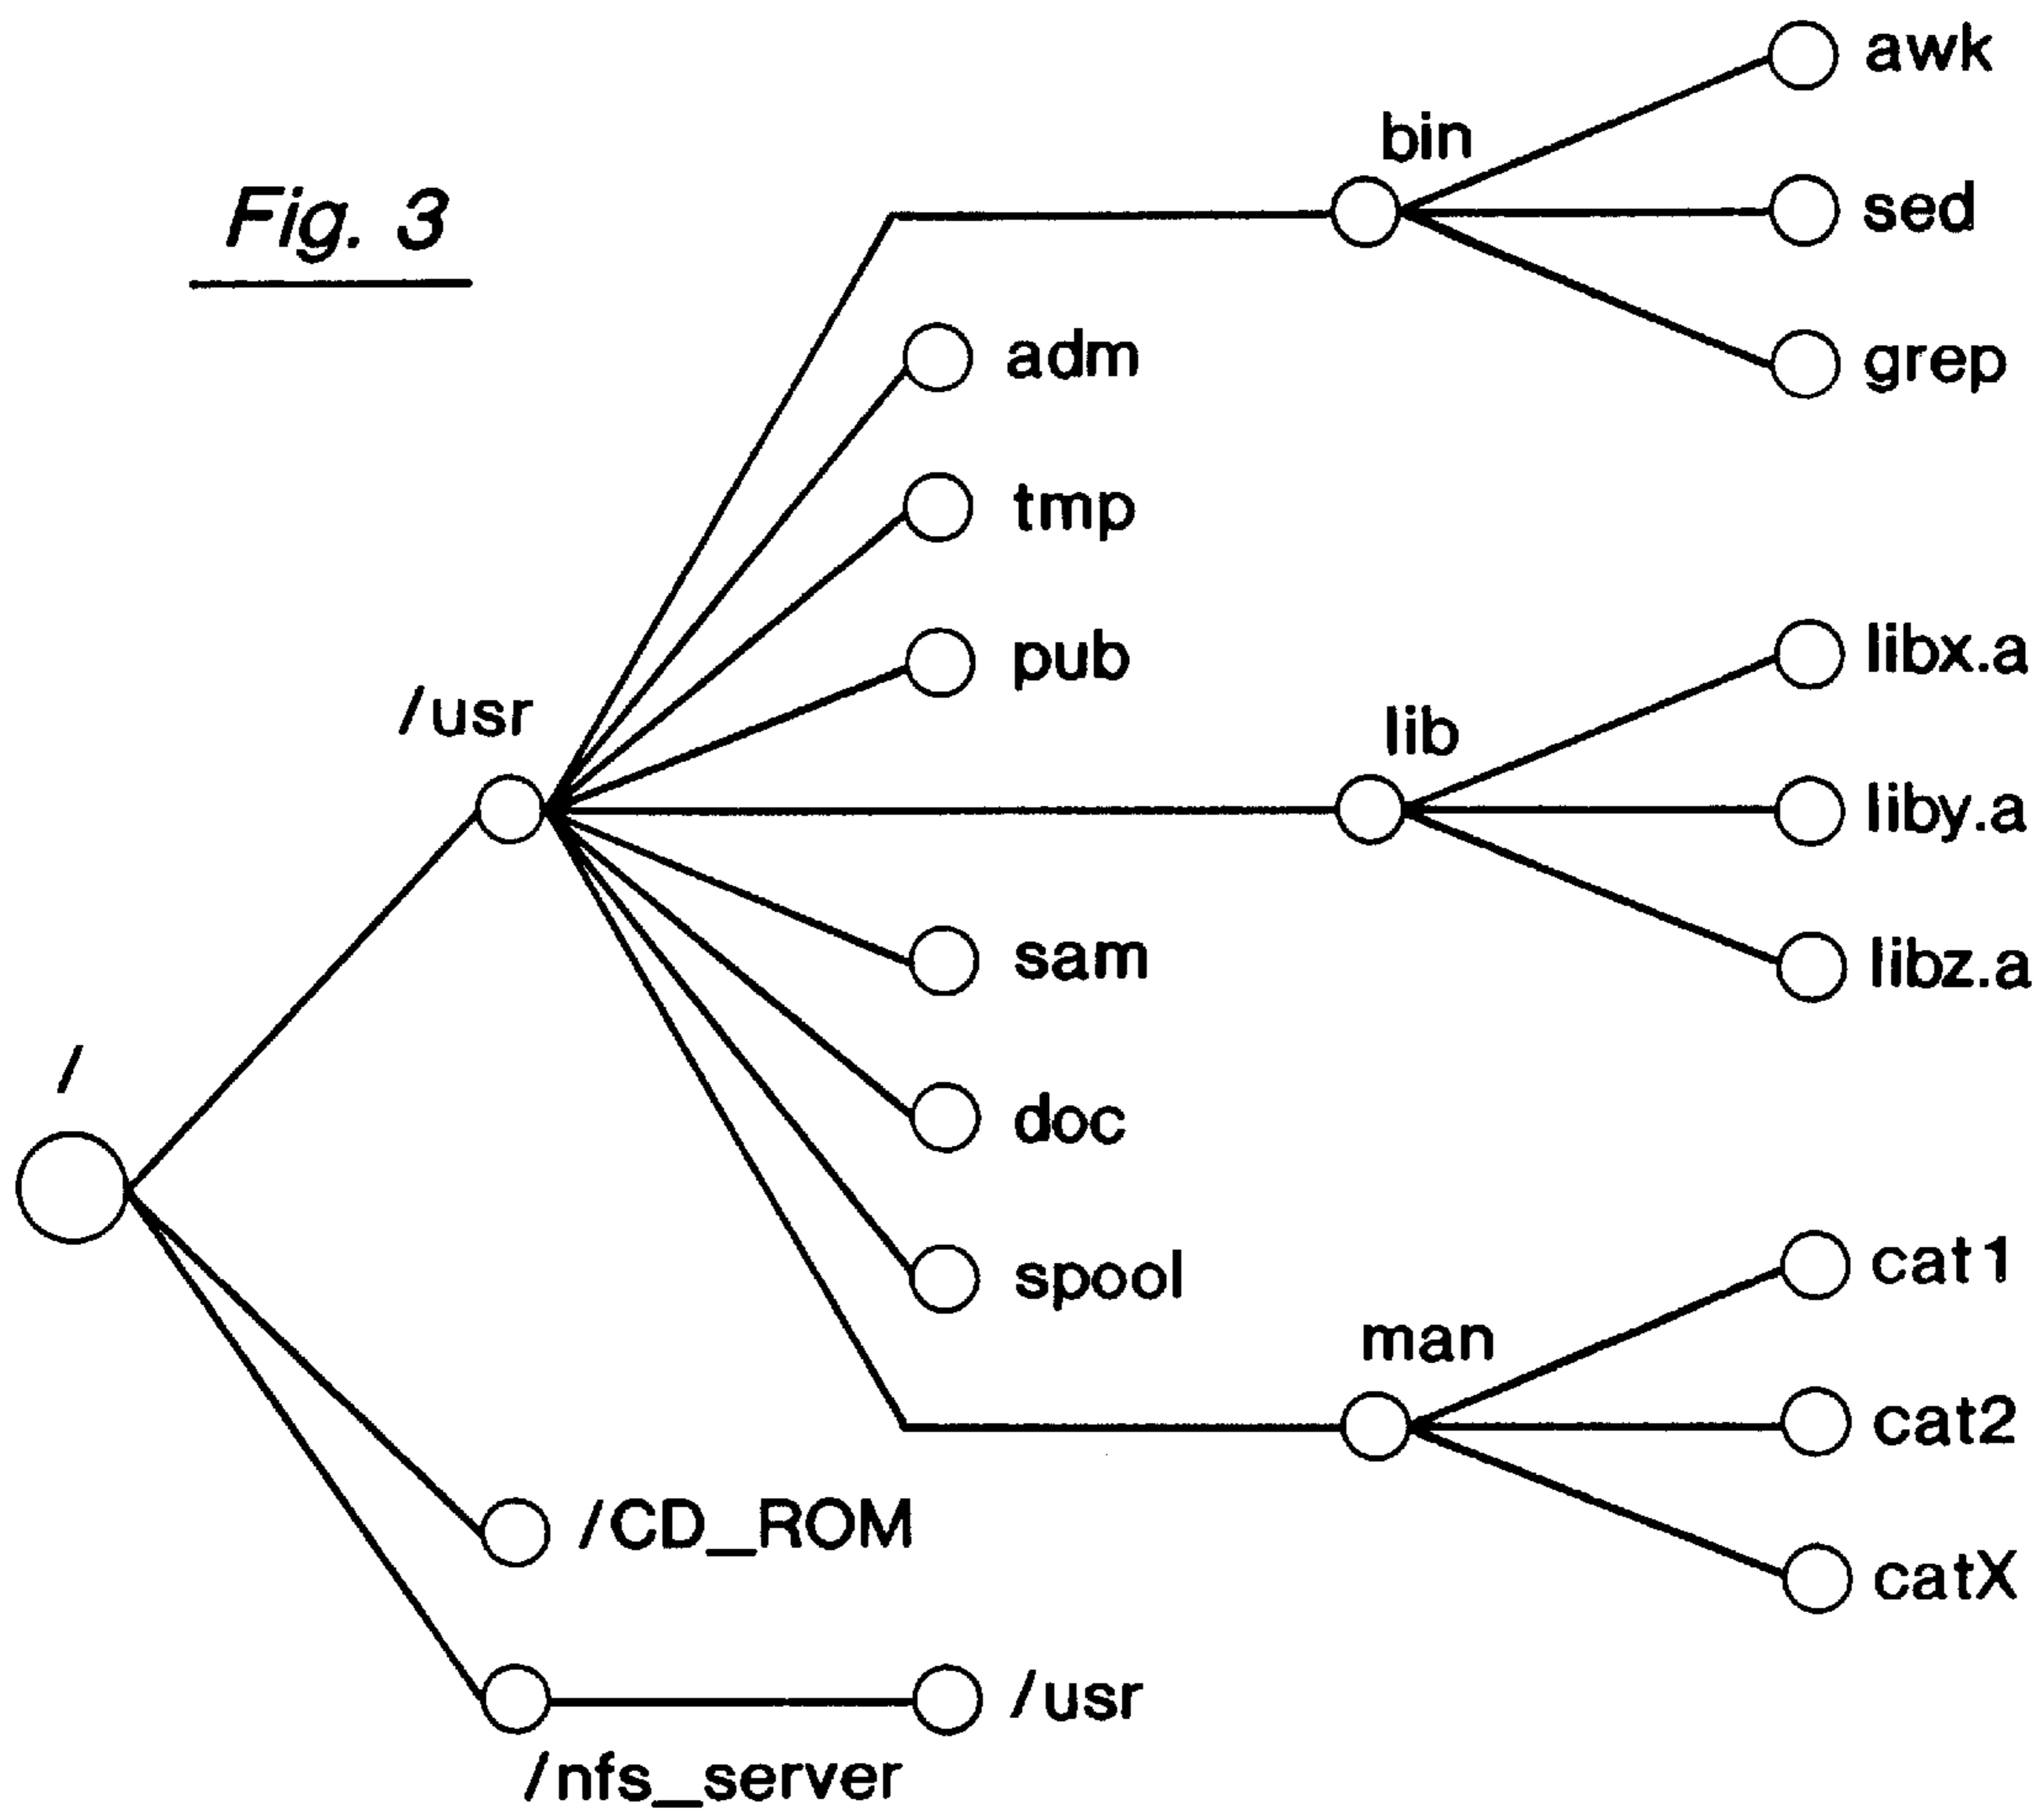 Fig. 3
awk
bin
sed
grep
adm
tmp
pub
/usr
libx.a
lib
liby.a
sam
libz.a
/
doc
spool
cat1
man
cat2
/CD_ROM
catX
/usr
/nfs_server